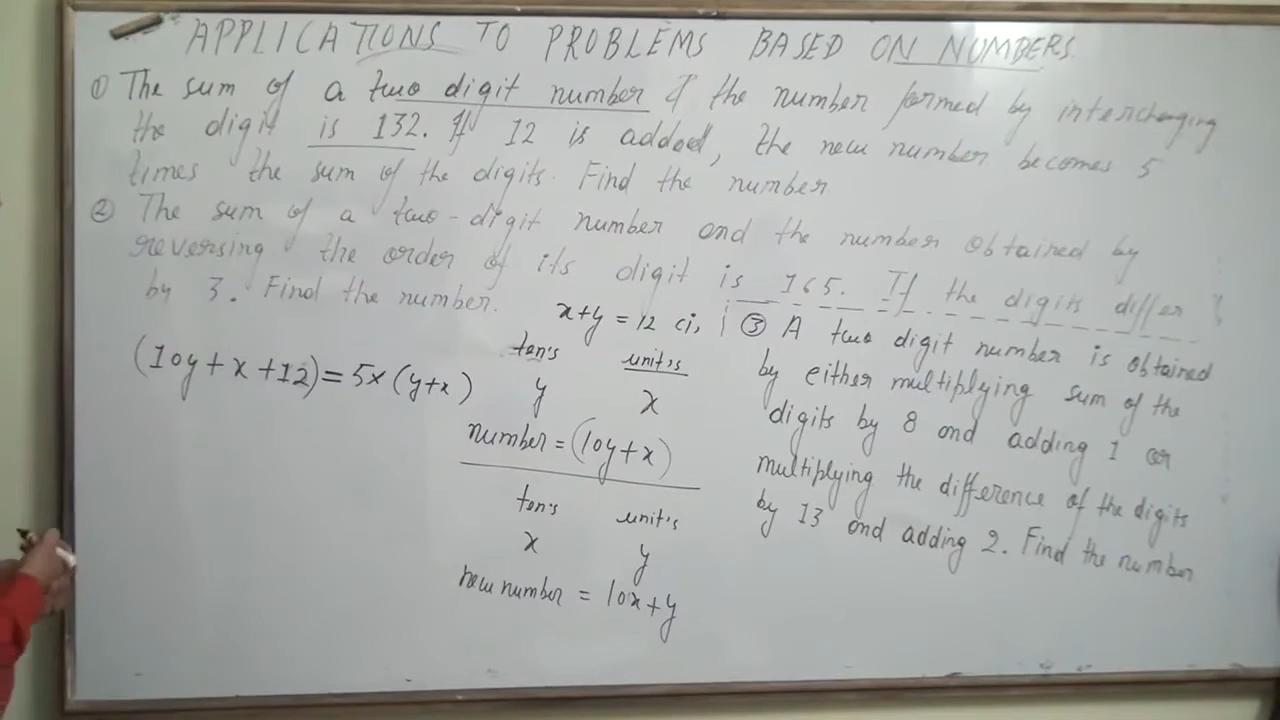 APPLICATIONS TO PROBLEMS BASED ON NUMBERS.
① The sum of a two digit number & the number formed by interchanging
the digit is 132. If 12 is added, the new number becomes 5
times the sum of the digits. Find the number
② The sum of a two-digit number and the number obtained by
reversing the order of its digit is 165. If the digits differ
by 3. Find the number.
x+y = 12 (i)
(10y+x+12)=5×(y+x)
ten's unit's
y x
number = (10y+x)
ten's unit's
x y
new number = 10x+y
③ A two digit number is obtained
by either multiplying sum of the
digits by 8 and adding 1 or
multiplying the difference of the digits
by 13 and adding 2. Find the number